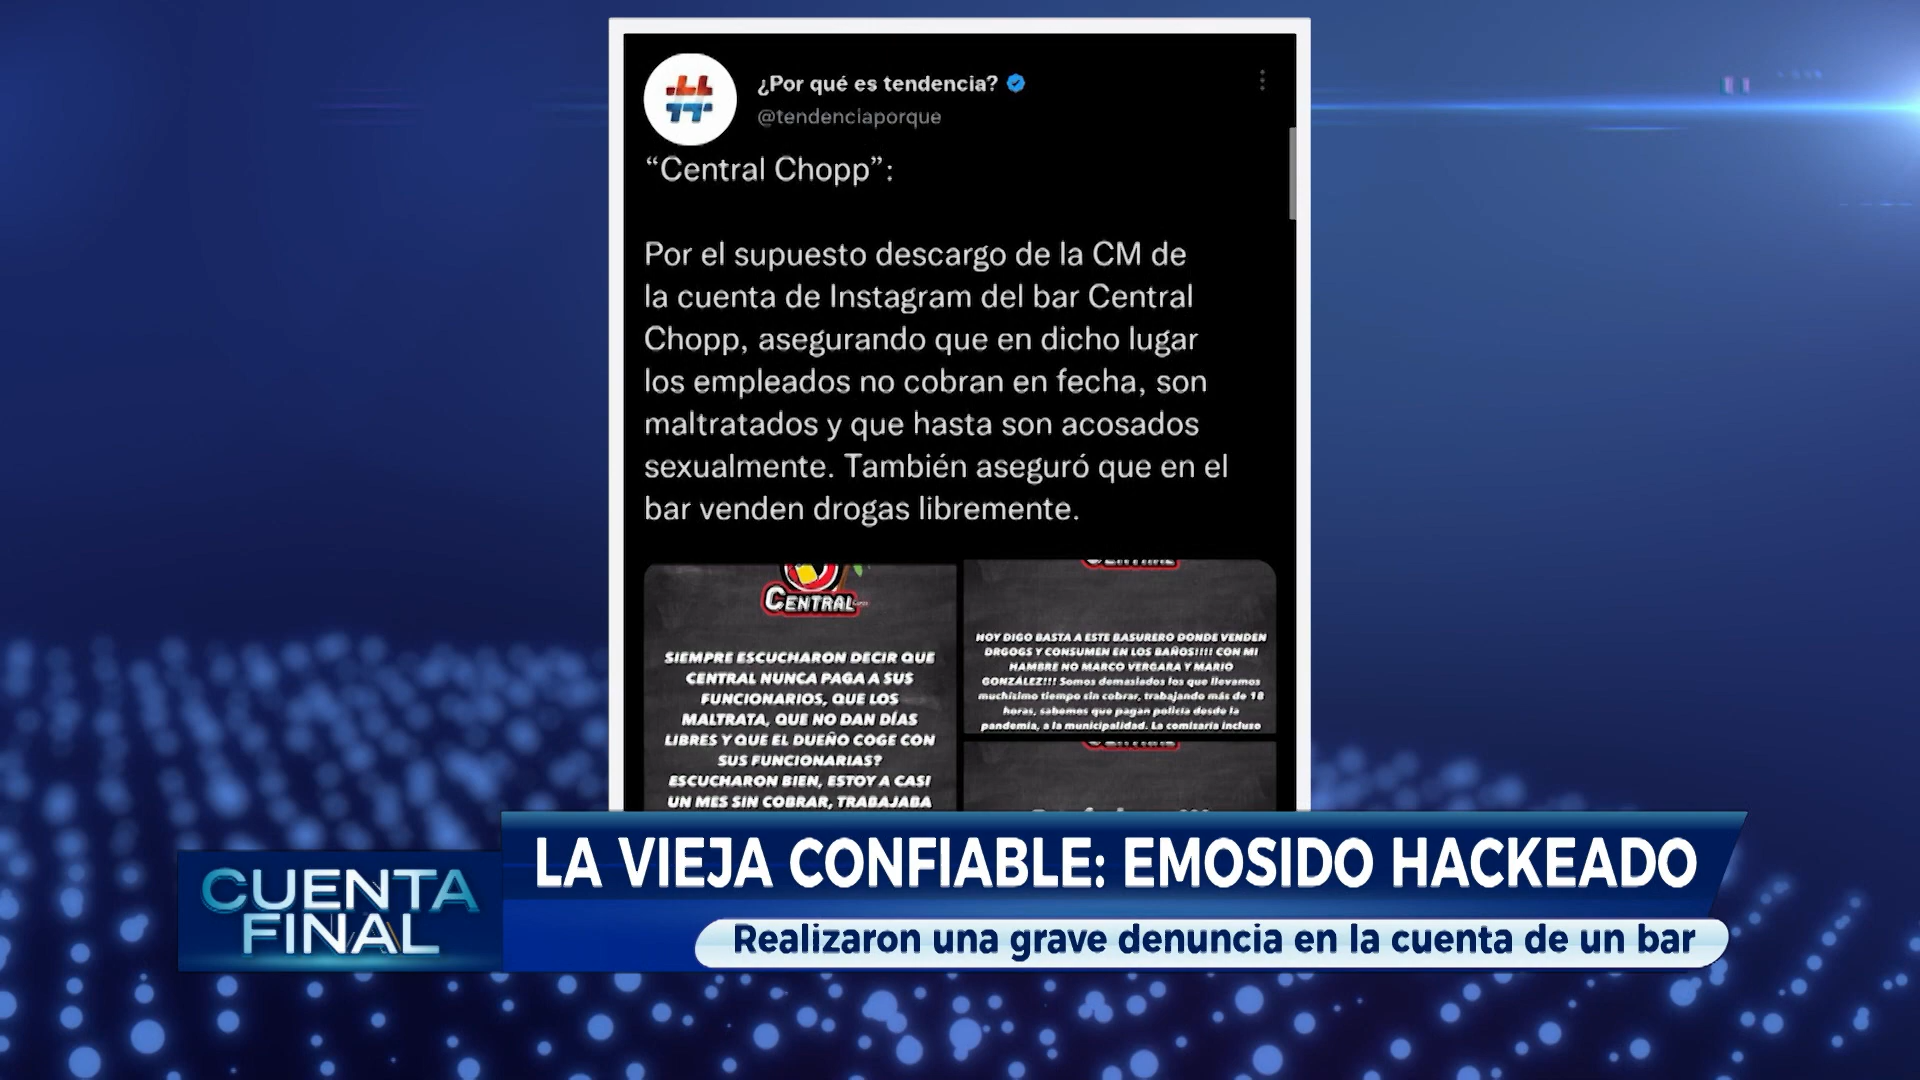 ¿Por qué es tendencia?
@tendenciaporque
“Central Chopp”:
Por el supuesto descargo de la CM de
la cuenta de Instagram del bar Central
Chopp, asegurando que en dicho lugar
los empleados no cobran en fecha, son
maltratados y que hasta son acosados
sexualmente. También aseguró que en el
bar venden drogas libremente.
CENTRAL
SIEMPRE ESCUCHARON DECIR QUE
CENTRAL NUNCA PAGA A SUS
FUNCIONARIOS, QUE LOS
MALTRATA, QUE NO DAN DÍAS
LIBRES Y QUE EL DUEÑO COGE CON
SUS FUNCIONARIAS?
ESCUCHARON BIEN, ESTOY A CASI
UN MES SIN COBRAR, TRABAJABA
HOY DIGO BASTA A ESTE BASURERO DONDE VENDEN
DRGOGS Y CONSUMEN EN LOS BAÑOS!!!! CON MI
HAMBRE NO MARCO VERGARA Y MARIO
GONZÁLEZ!!! Somos demasiados los que llevamos
muchísimo tiempo sin cobrar, trabajando más de 18
horas, sabemos que pagan policía desde la
pandemia, a la municipalidad. La comisaría incluso
LA VIEJA CONFIABLE: EMOSIDO HACKEADO
CUENTA
FINAL
Realizaron una grave denuncia en la cuenta de un bar